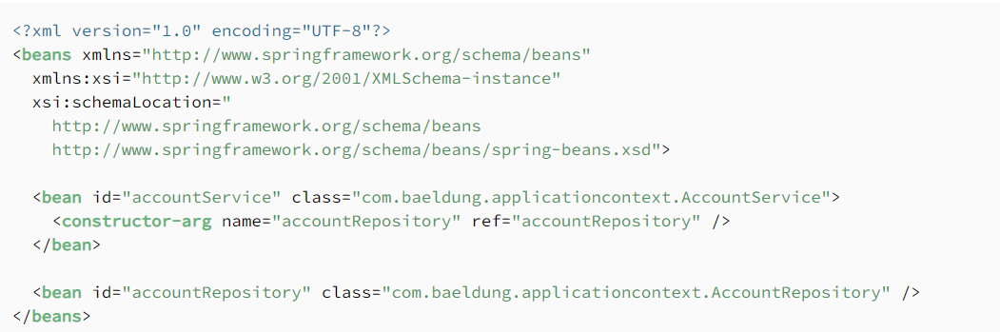 <?xml version="1.0" encoding="UTF-8"?>
<beans xmlns="http://www.springframework.org/schema/beans"
  xmlns:xsi="http://www.w3.org/2001/XMLSchema-instance"
  xsi:schemaLocation="
    http://www.springframework.org/schema/beans
    http://www.springframework.org/schema/beans/spring-beans.xsd">

  <bean id="accountService" class="com.baeldung.applicationcontext.AccountService">
    <constructor-arg name="accountRepository" ref="accountRepository" />
  </bean>

  <bean id="accountRepository" class="com.baeldung.applicationcontext.AccountRepository" />
</beans>